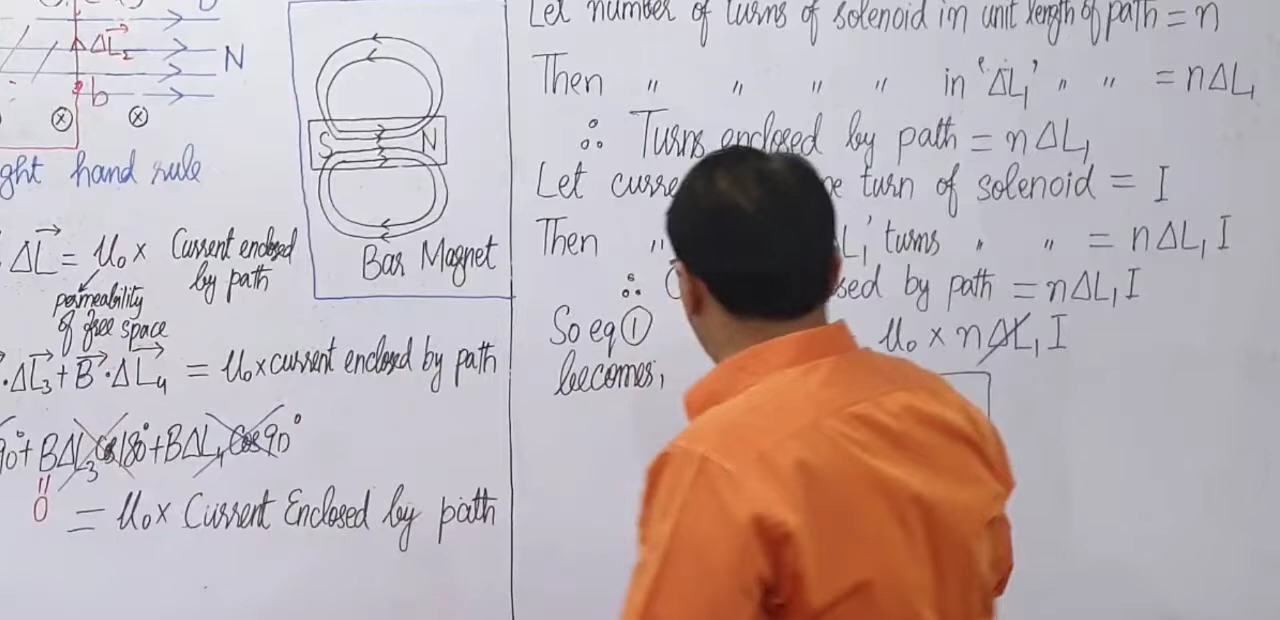 ΔL₂
N
b
ght hand rule
S N
Bar Magnet
ΔL = μ₀ × Current enclosed
by path
permeability
of free space
.ΔL₃ + B.ΔL₄ = μ₀ × current enclosed by path
90° + BΔL₃ Cos180° + BΔL₄ Cos90°
0
= μ₀ × Current Enclosed by path
Let number of turns of solenoid in unit length of path = n
Then " " " " in 'ΔL₁' " " = nΔL₁
∴ Turns enclosed by path = nΔL₁
Let curre turn of solenoid = I
Then " L₁' turns " " = nΔL₁I
∴ sed by path = nΔL₁I
So eq ① μ₀ × nΔL₁I
becomes,